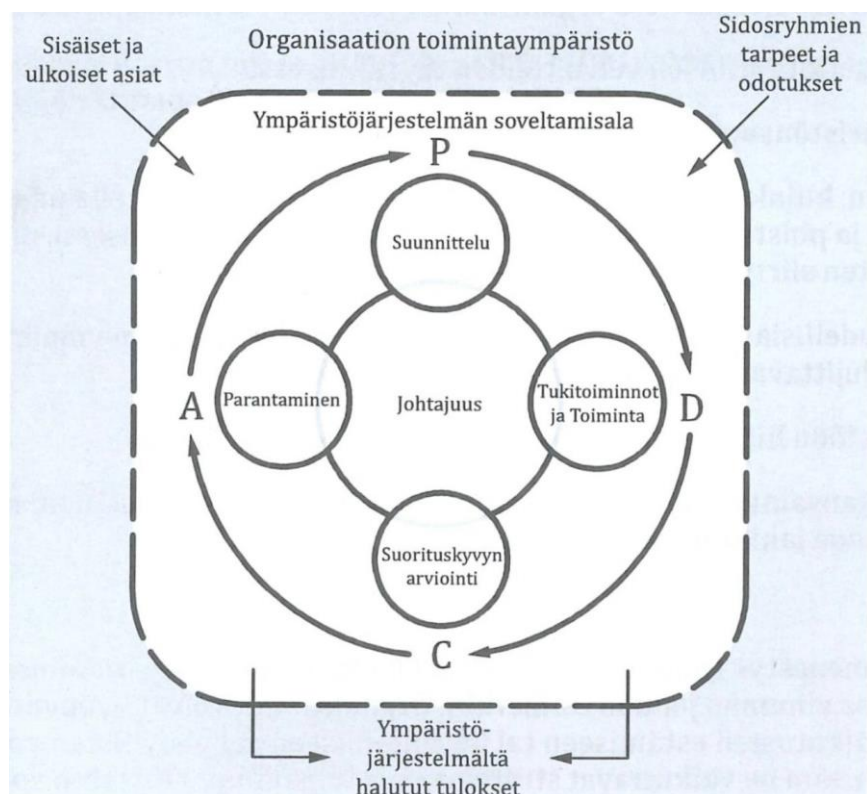 Sisäiset ja
ulkoiset asiat
Organisaation toimintaympäristö
Sidosryhmien
tarpeet ja
odotukset
Ympäristöjärjestelmän soveltamisala
P
Suunnittelu
A
Parantaminen
Johtajuus
Tukitoiminnot
ja Toiminta
D
Suorituskyvyn
arviointi
C
Ympäristö-
järjestelmältä
halutut tulokset